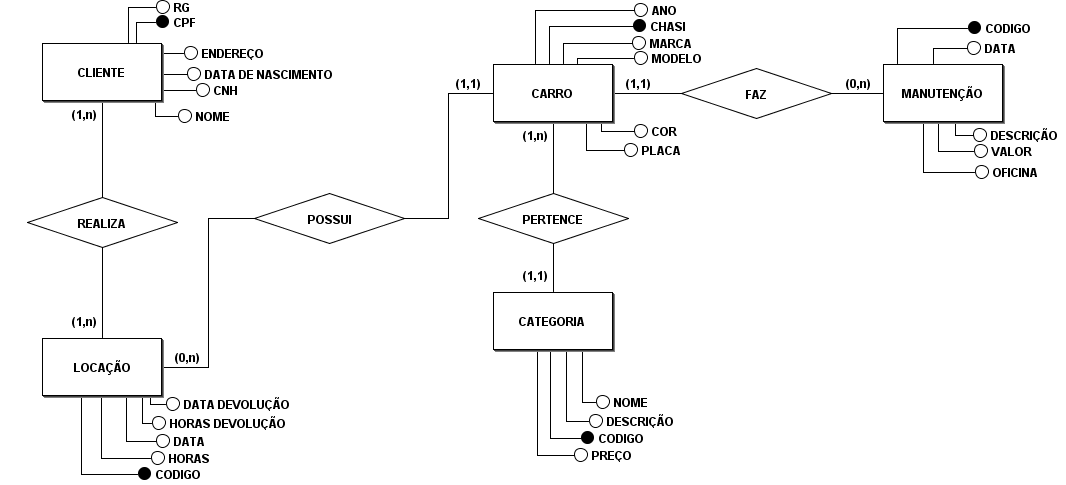 RG
CPF
CLIENTE
ENDEREÇO
DATA DE NASCIMENTO
CNH
NOME
(1,n)
REALIZA
(1,n)
LOCAÇÃO
(0,n)
DATA DEVOLUÇÃO
HORAS DEVOLUÇÃO
DATA
HORAS
CODIGO
POSSUI
(1,1)
ANO
CHASI
MARCA
MODELO
CARRO
(1,1)
COR
PLACA
(1,n)
PERTENCE
(1,1)
CATEGORIA
NOME
DESCRIÇÃO
CODIGO
PREÇO
FAZ
(0,n)
CODIGO
DATA
MANUTENÇÃO
DESCRIÇÃO
VALOR
OFICINA